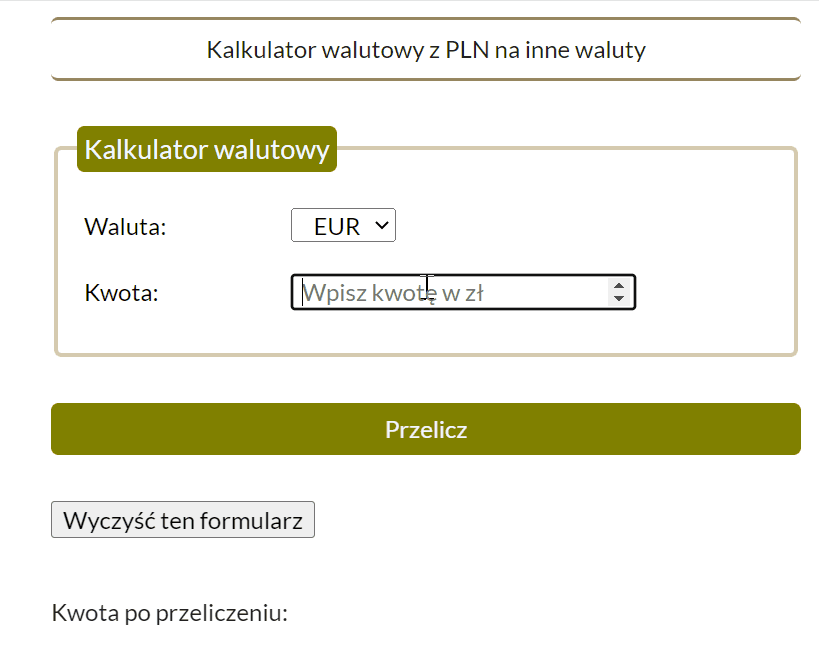 Kalkulator walutowy z PLN na inne waluty
Kalkulator walutowy
Waluta: EUR
Kwota: Wpisz kwotę w zł
Przelicz
Wyczyść ten formularz
Kwota po przeliczeniu: